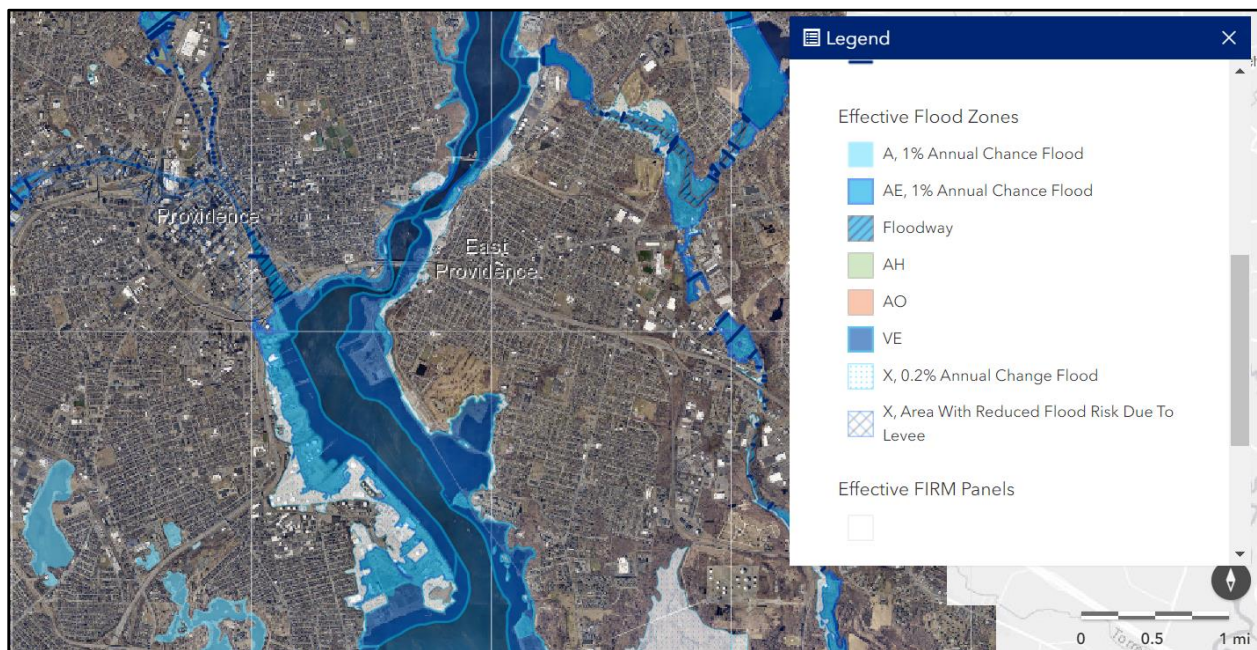 Legend
Effective Flood Zones
A, 1% Annual Chance Flood
AE, 1% Annual Chance Flood
Floodway
AH
AO
VE
X, 0.2% Annual Change Flood
X, Area With Reduced Flood Risk Due To
Levee
Effective FIRM Panels
Providence
East
Providence
0 0.5 1 mi